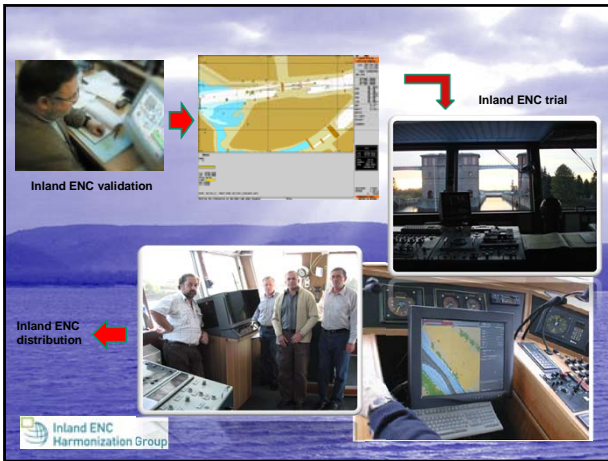 Inland ENC trial
Inland ENC validation
Inland ENC
distribution
Inland ENC
Harmonization Group